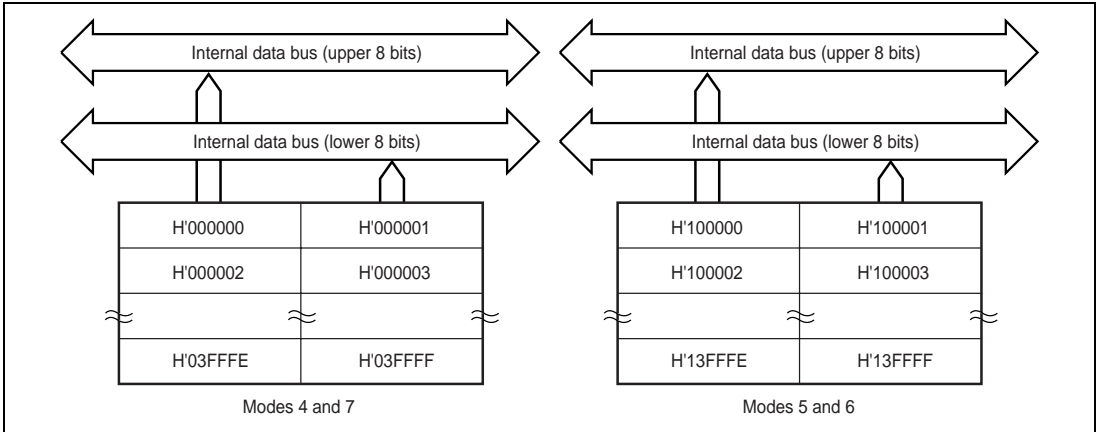 Internal data bus (upper 8 bits)
Internal data bus (lower 8 bits)
H'000000 H'000001
H'000002 H'000003
H'03FFFE H'03FFFF
Modes 4 and 7
Internal data bus (upper 8 bits)
Internal data bus (lower 8 bits)
H'100000 H'100001
H'100002 H'100003
H'13FFFE H'13FFFF
Modes 5 and 6